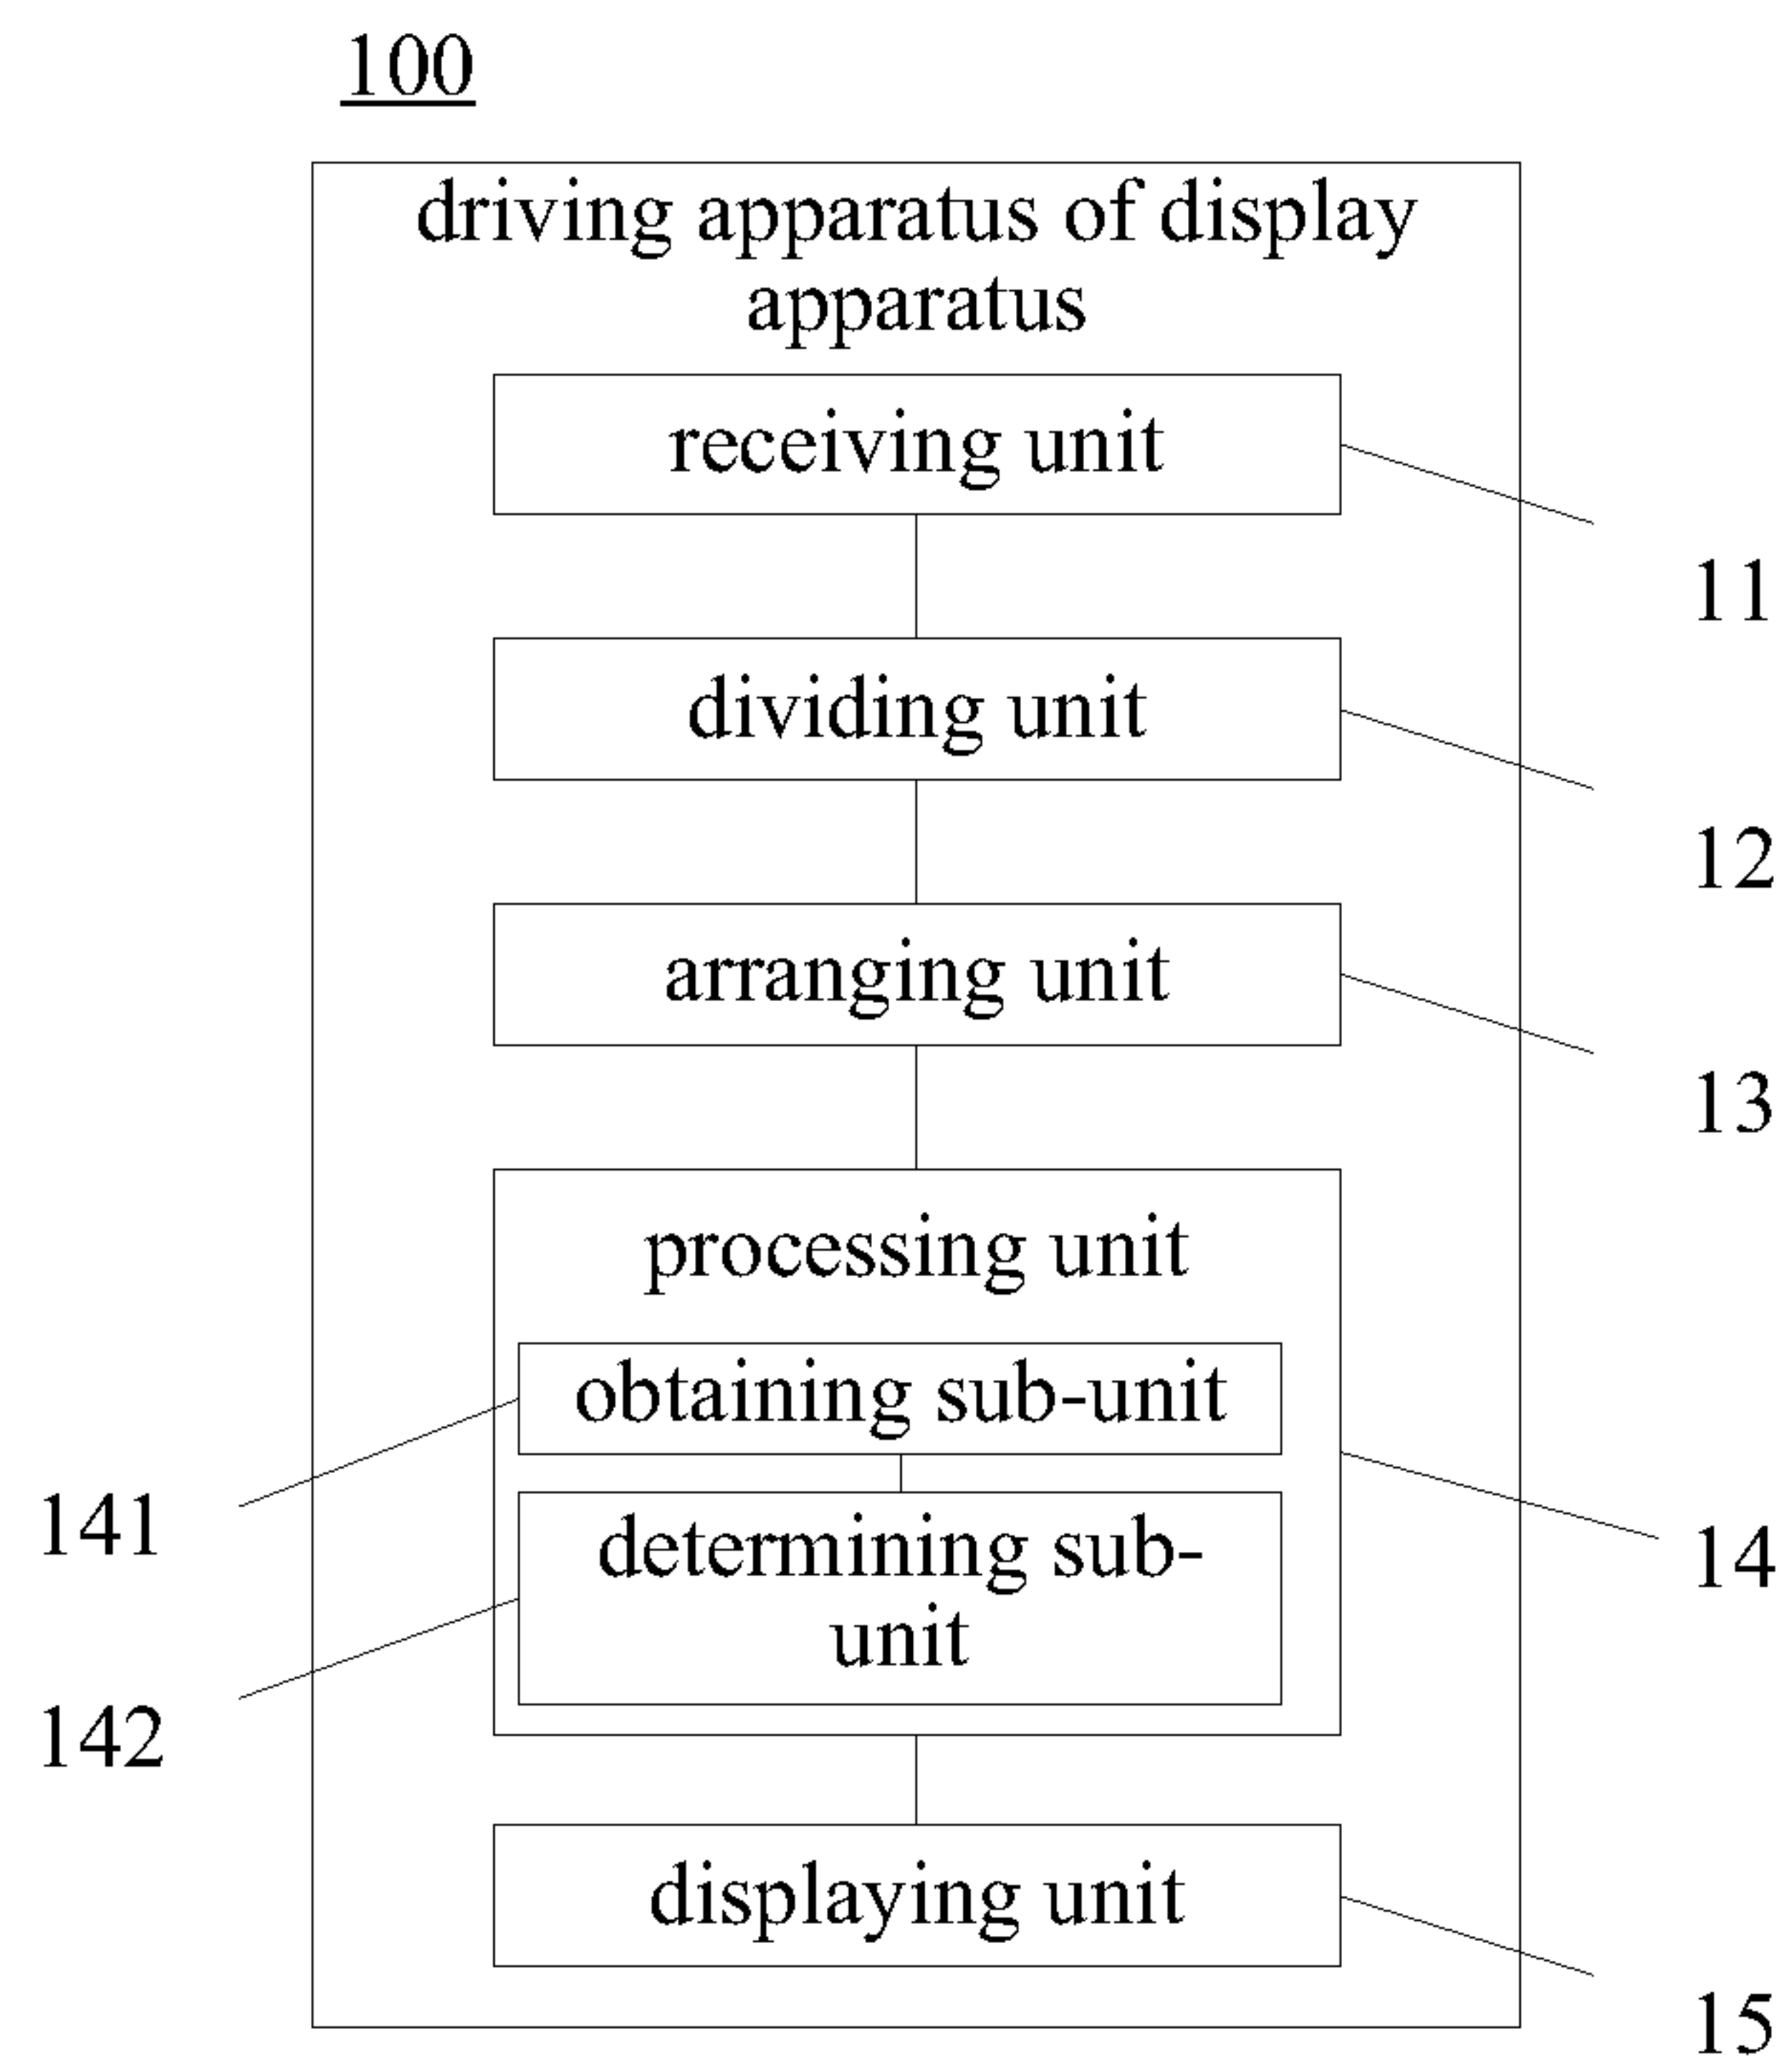 100
driving apparatus of display
apparatus
receiving unit
11
dividing unit
12
arranging unit
13
processing unit
obtaining sub-unit
141
determining sub-
unit
14
142
displaying unit
15